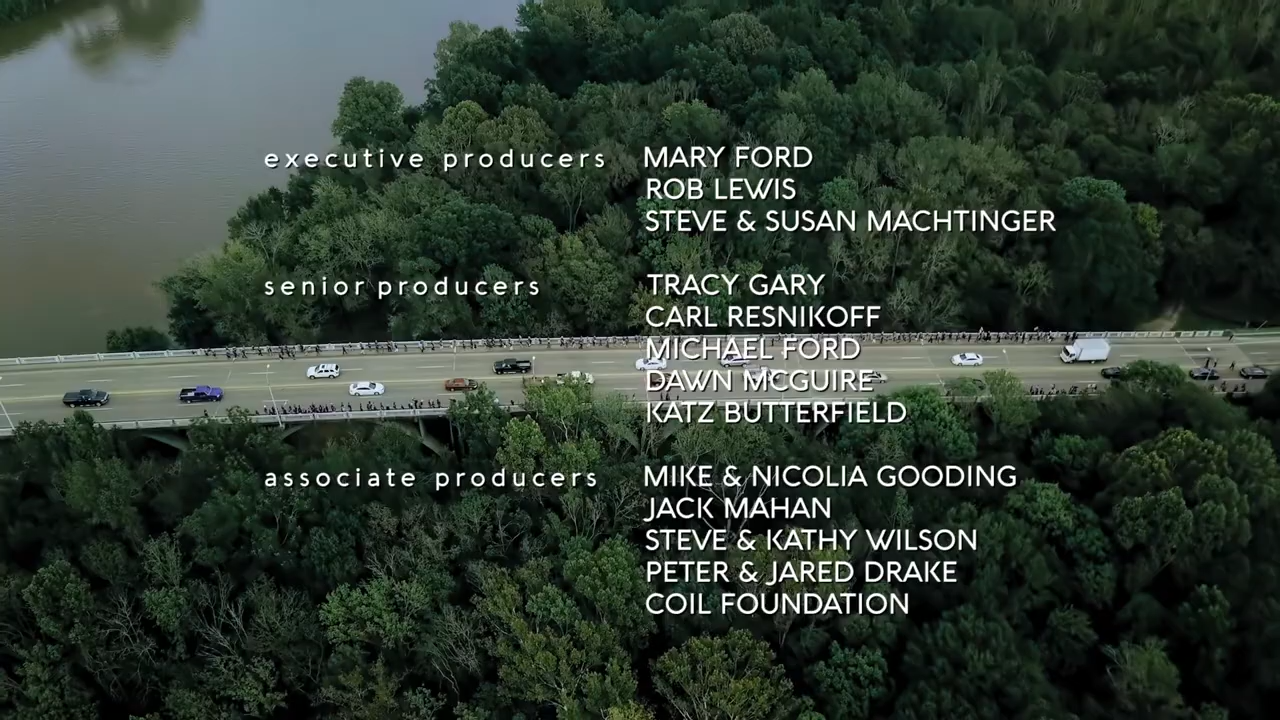 executive producers MARY FORD
ROB LEWIS
STEVE & SUSAN MACHTINGER
senior producers TRACY GARY
CARL RESNIKOFF
MICHAEL FORD
DAWN MCGUIRE
KATZ BUTTERFIELD
associate producers MIKE & NICOLIA GOODING
JACK MAHAN
STEVE & KATHY WILSON
PETER & JARED DRAKE
COIL FOUNDATION